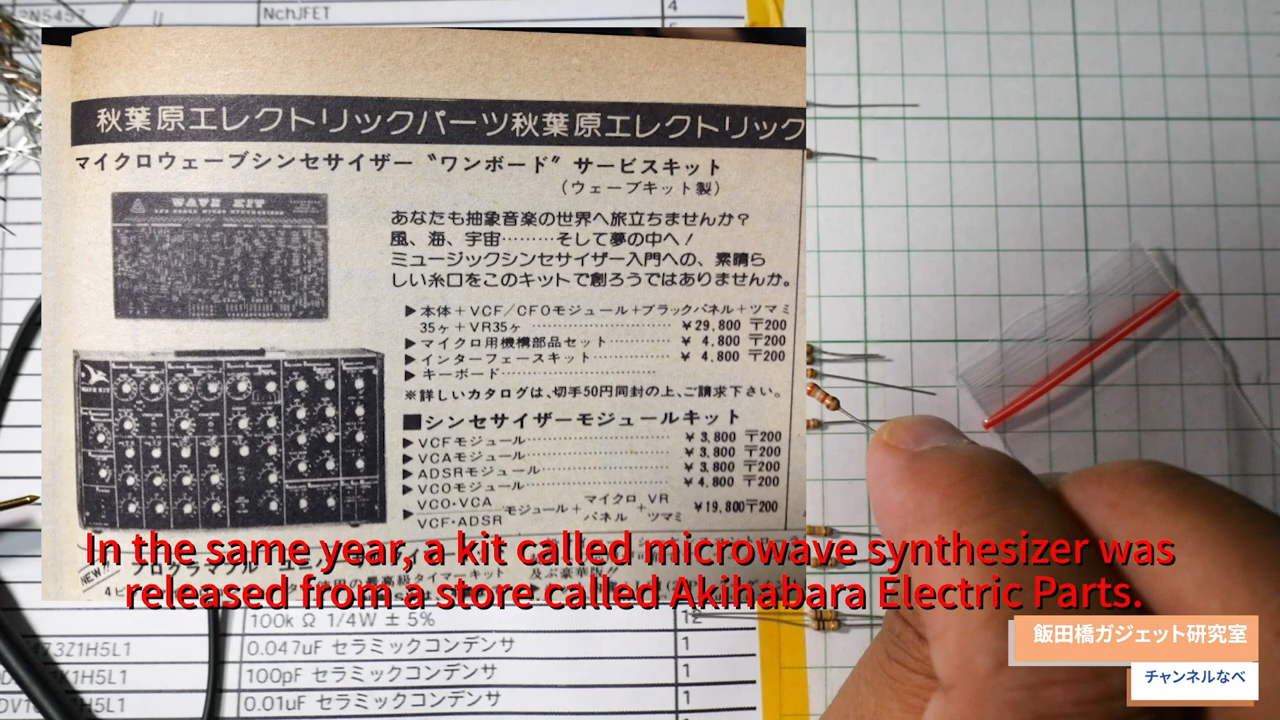 2N5457 NchJFET 4
秋葉原エレクトリックパーツ秋葉原エレクトリック
マイクロウェーブシンセサイザー〝ワンボード〟サービスキット
(ウェーブキット製)
WAVE KIT
あなたも抽象音楽の世界へ旅立ちませんか?
風、海、宇宙………そして夢の中へ!
ミュージックシンセサイザー入門への、素晴ら
しい糸口をこのキットで創ろうではありませんか。
▶本体+VCF/CFOモジュール+ブラックパネル+ツマミ
35ヶ+VR35ヶ ………… ¥29,800 〒200
▶マイクロ用機構部品セット………… ¥ 4,800 〒200
▶インターフェースキット………… ¥ 4,800 〒200
▶キーボード…………
※詳しいカタログは、切手50円同封の上、ご請求下さい。
WAVE KIT
■シンセサイザーモジュールキット
▶VCFモジュール………… ¥3,800 〒200
▶VCAモジュール………… ¥3,800 〒200
▶ADSRモジュール………… ¥3,800 〒200
▶VCOモジュール………… ¥4,800 〒200
▶VCO・VCA VCF・ADSR モジュール+マイクロパネル+VRツマミ ¥19,800 〒200
NEW!!
In the same year, a kit called microwave synthesizer was
released from a store called Akihabara Electric Parts.
100k Ω 1/4W ± 5% 12
0.047uF セラミックコンデンサ 1
100pF セラミックコンデンサ 1
0.01uF セラミックコンデンサ 1
飯田橋ガジェット研究室
チャンネルなべ